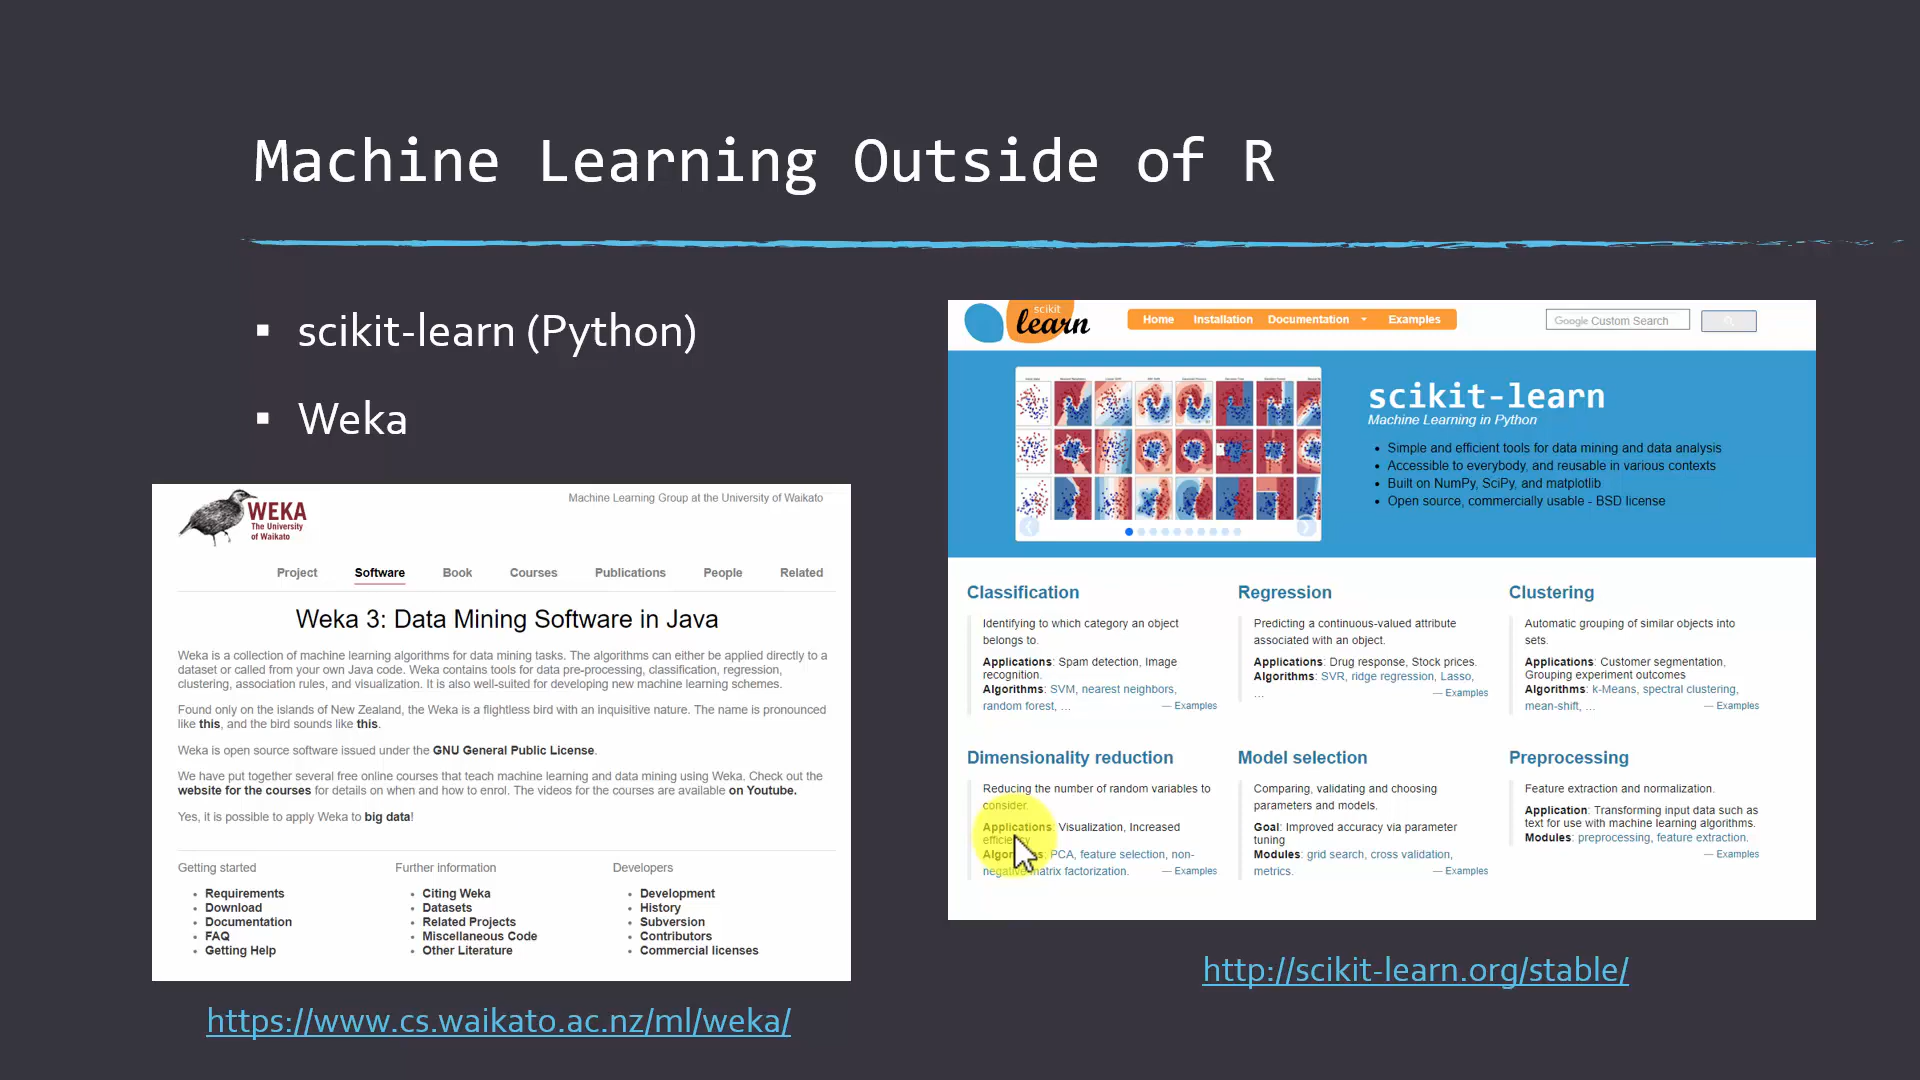 Machine Learning Outside of R
▪ scikit-learn (Python)
▪ Weka
WEKA
The University
of Waikato
Machine Learning Group at the University of Waikato
Project Software Book Courses Publications People Related
Weka 3: Data Mining Software in Java
Weka is a collection of machine learning algorithms for data mining tasks. The algorithms can either be applied directly to a
dataset or called from your own Java code. Weka contains tools for data pre-processing, classification, regression,
clustering, association rules, and visualization. It is also well-suited for developing new machine learning schemes.
Found only on the islands of New Zealand, the Weka is a flightless bird with an inquisitive nature. The name is pronounced
like this, and the bird sounds like this.
Weka is open source software issued under the GNU General Public License.
We have put together several free online courses that teach machine learning and data mining using Weka. Check out the
website for the courses for details on when and how to enrol. The videos for the courses are available on Youtube.
Yes, it is possible to apply Weka to big data!
Getting started
• Requirements
• Download
• Documentation
• FAQ
• Getting Help
Further information
• Citing Weka
• Datasets
• Related Projects
• Miscellaneous Code
• Other Literature
Developers
• Development
• History
• Subversion
• Contributors
• Commercial licenses
https://www.cs.waikato.ac.nz/ml/weka/
scikit
learn
Home Installation Documentation Examples
Google Custom Search
scikit-learn
Machine Learning in Python
• Simple and efficient tools for data mining and data analysis
• Accessible to everybody, and reusable in various contexts
• Built on NumPy, SciPy, and matplotlib
• Open source, commercially usable - BSD license
Classification
Identifying to which category an object
belongs to.
Applications: Spam detection, Image
recognition.
Algorithms: SVM, nearest neighbors,
random forest, ... — Examples
Regression
Predicting a continuous-valued attribute
associated with an object.
Applications: Drug response, Stock prices.
Algorithms: SVR, ridge regression, Lasso,
... — Examples
Clustering
Automatic grouping of similar objects into
sets.
Applications: Customer segmentation,
Grouping experiment outcomes
Algorithms: k-Means, spectral clustering,
mean-shift, ... — Examples
Dimensionality reduction
Reducing the number of random variables to
consider.
Applications: Visualization, Increased
efficiency
Algorithms: PCA, feature selection, non-
negative matrix factorization. — Examples
Model selection
Comparing, validating and choosing
parameters and models.
Goal: Improved accuracy via parameter
tuning
Modules: grid search, cross validation,
metrics. — Examples
Preprocessing
Feature extraction and normalization.
Application: Transforming input data such as
text for use with machine learning algorithms.
Modules: preprocessing, feature extraction.
— Examples
http://scikit-learn.org/stable/